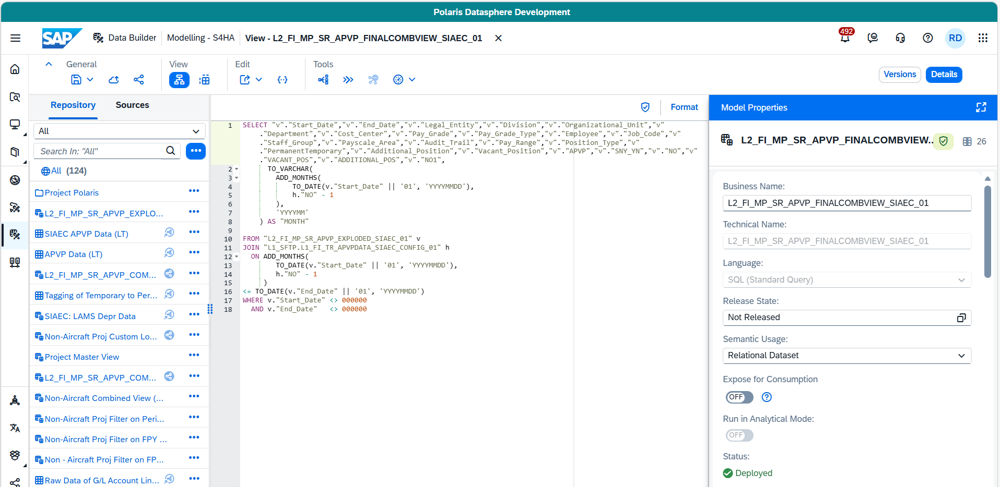 Polaris Datasphere Development
SAP
Data Builder
Modelling - S4HA
View - L2_FI_MP_SR_APVP_FINALCOMBVIEW_SIAEC_01
492
RD
General
View
Edit
Tools
Versions
Details
Repository
Sources
Format
Model Properties
All
Search In: "All"
All (124)
Project Polaris
L2_FI_MP_SR_APVP_EXPLO...
SIAEC APVP Data (LT)
APVP Data (LT)
L2_FI_MP_SR_APVP_COM...
Tagging of Temporary to Per...
SIAEC: LAMS Depr Data
Non-Aircraft Proj Custom Lo...
Project Master View
L2_FI_MP_SR_APVP_COM...
Non-Aircraft Combined View (...
Non-Aircraft Proj Filter on Peri...
Non-Aircraft Proj Filter on FPY ...
Non - Aircraft Proj Filter on FP...
Raw Data of G/L Account Lin...
1 SELECT "v"."Start_Date","v"."End_Date","v"."Legal_Entity","v"."Division","v"."Organizational_Unit","v"
."Department","v"."Cost_Center","v"."Pay_Grade","v"."Pay_Grade_Type","v"."Employee","v"."Job_Code","v"
."Staff_Group","v"."Payscale_Area","v"."Audit_Trail","v"."Pay_Range","v"."Position_Type","v"
."PermanentTemporary","v"."Additional_Position","v"."Vacant_Position","v"."APVP","v"."SNY_YN","v"."NO","v"
."VACANT_POS","v"."ADDITIONAL_POS","v"."NO1",
2 TO_VARCHAR(
3 ADD_MONTHS(
4 TO_DATE(v."Start_Date" || '01', 'YYYYMMDD'),
5 h."NO" - 1
6 ),
7 'YYYYMM'
8 ) AS "MONTH"
9
10 FROM "L2_FI_MP_SR_APVP_EXPLODED_SIAEC_01" v
11 JOIN "L1_SFTP.L1_FI_TR_APVPDATA_SIAEC_CONFIG_01" h
12 ON ADD_MONTHS(
13 TO_DATE(v."Start_Date" || '01', 'YYYYMMDD'),
14 h."NO" - 1
15 )
16 <= TO_DATE(v."End_Date" || '01', 'YYYYMMDD')
17 WHERE v."Start_Date" <> 000000
18 AND v."End_Date" <> 000000
L2_FI_MP_SR_APVP_FINALCOMBVIEW...
26
Business Name:
L2_FI_MP_SR_APVP_FINALCOMBVIEW_SIAEC_01
Technical Name:
L2_FI_MP_SR_APVP_FINALCOMBVIEW_SIAEC_01
Language:
SQL (Standard Query)
Release State:
Not Released
Semantic Usage:
Relational Dataset
Expose for Consumption
OFF
Run in Analytical Mode:
OFF
Status:
Deployed